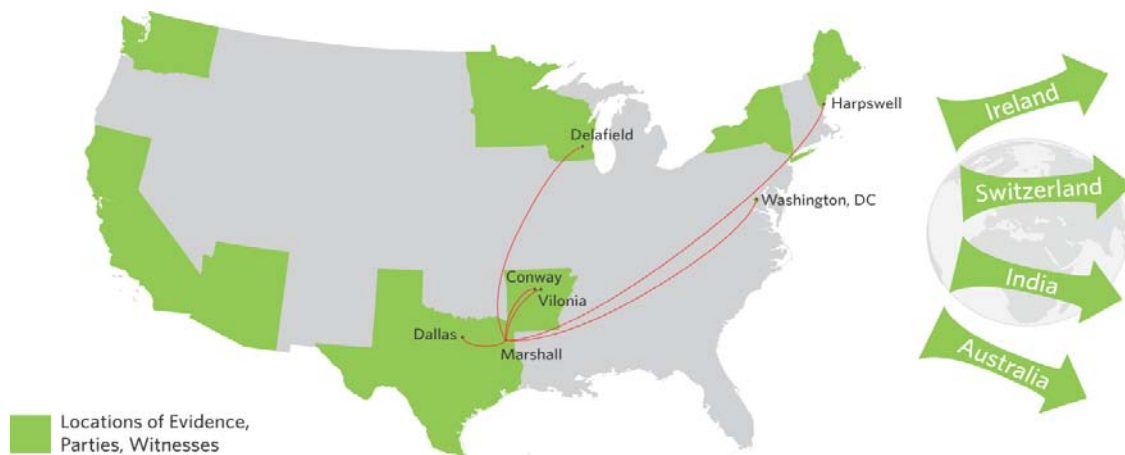 Harpswell
Delafield
Washington, DC
Conway
Vilonia
Dallas
Marshall
Ireland
Switzerland
India
Australia
Locations of Evidence,
Parties, Witnesses